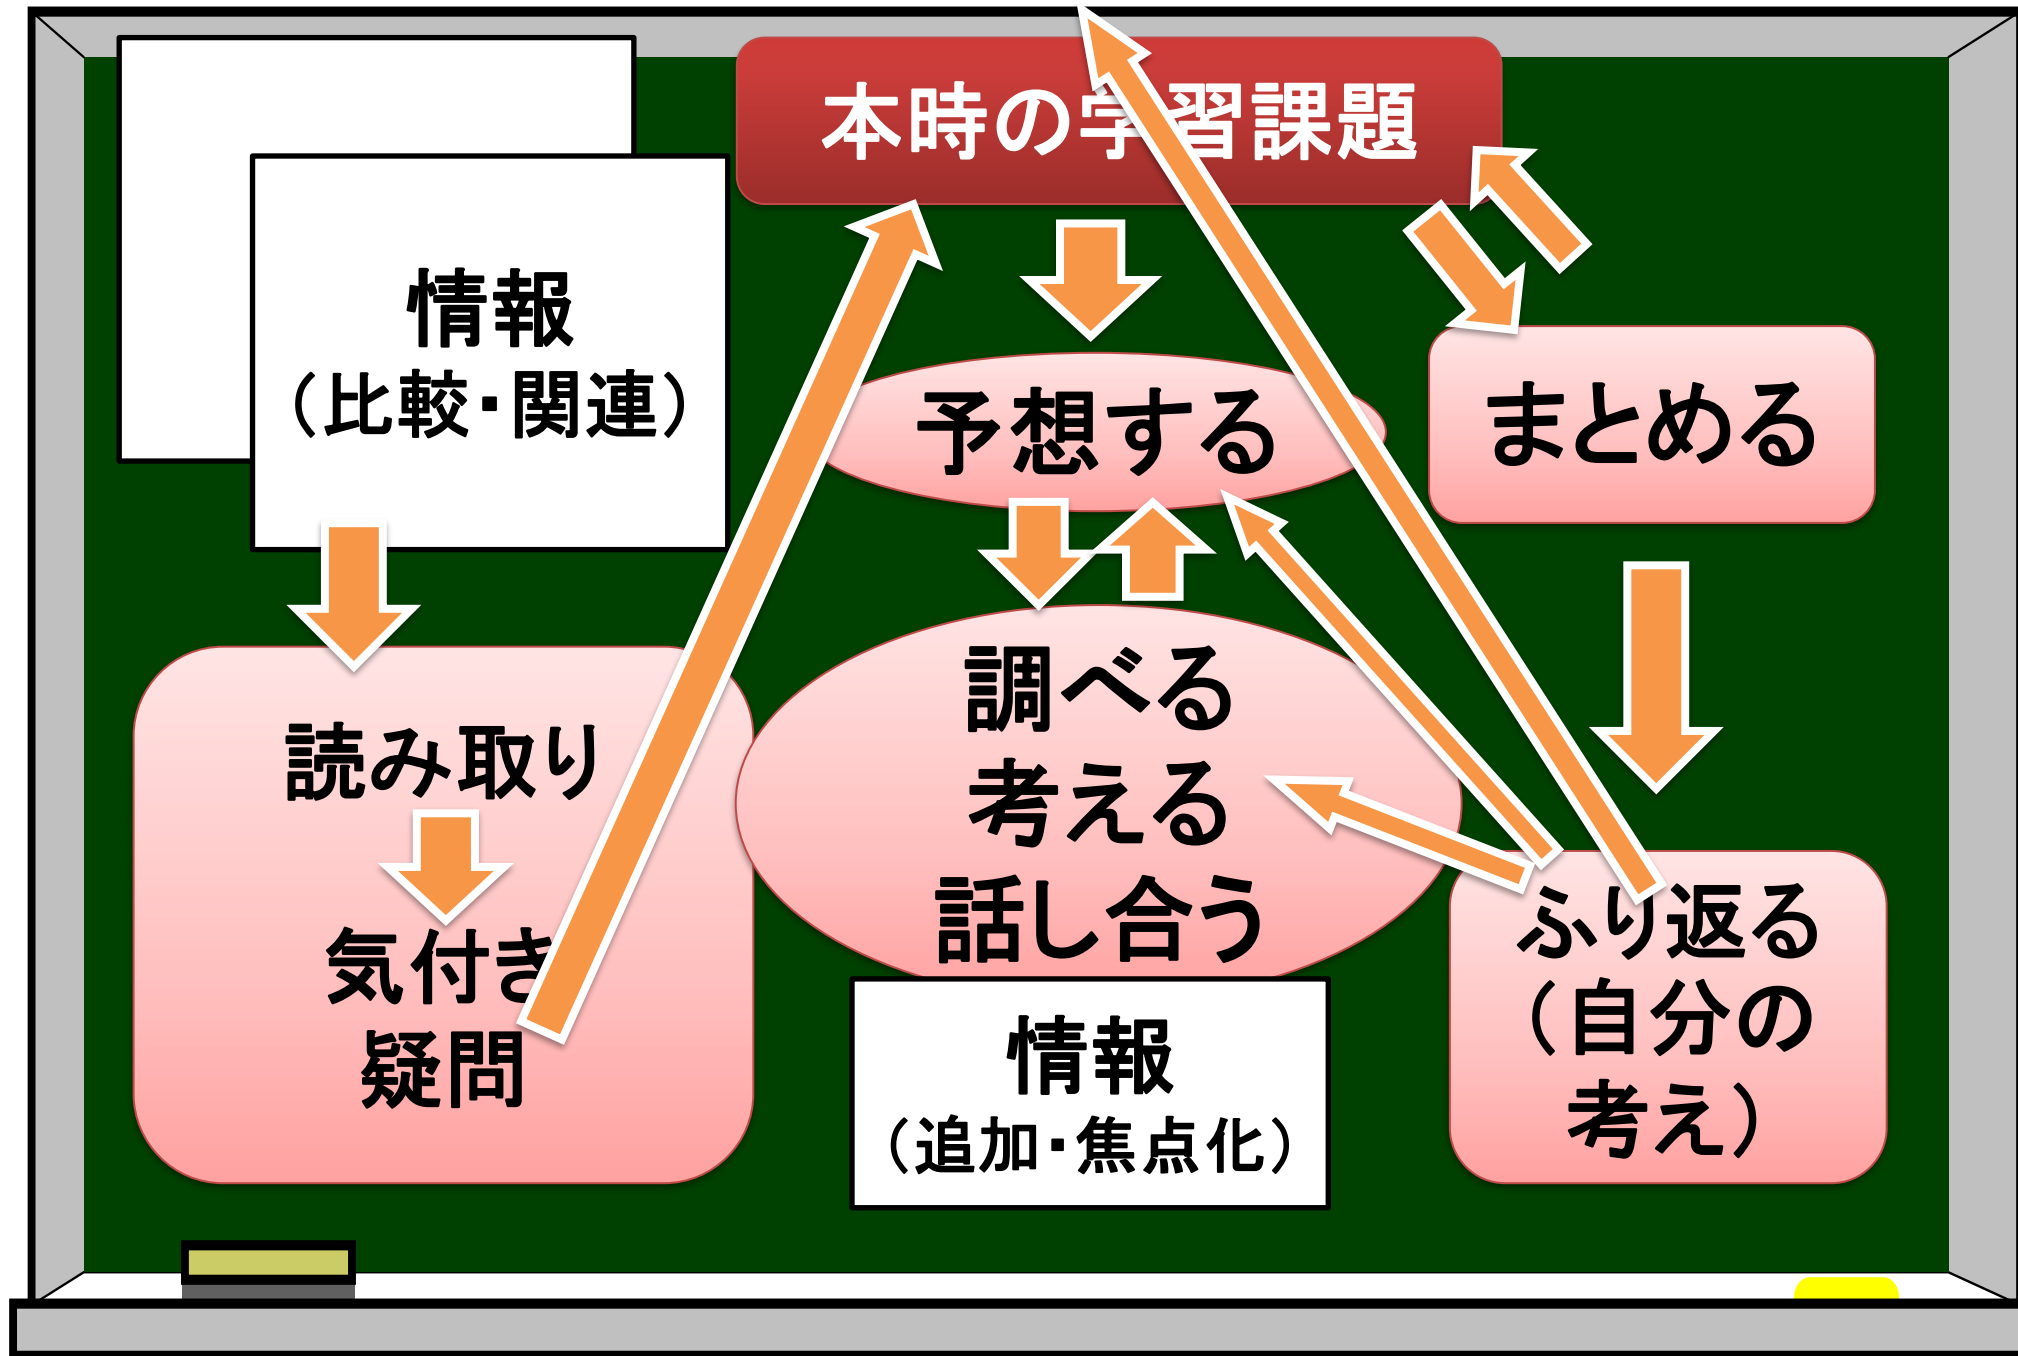 本時の学習課題
情報
（比較・関連）
予想する
まとめる
読み取り
気付き
疑問
調べる
考える
話し合う
情報
（追加・焦点化）
ふり返る
（自分の
考え）